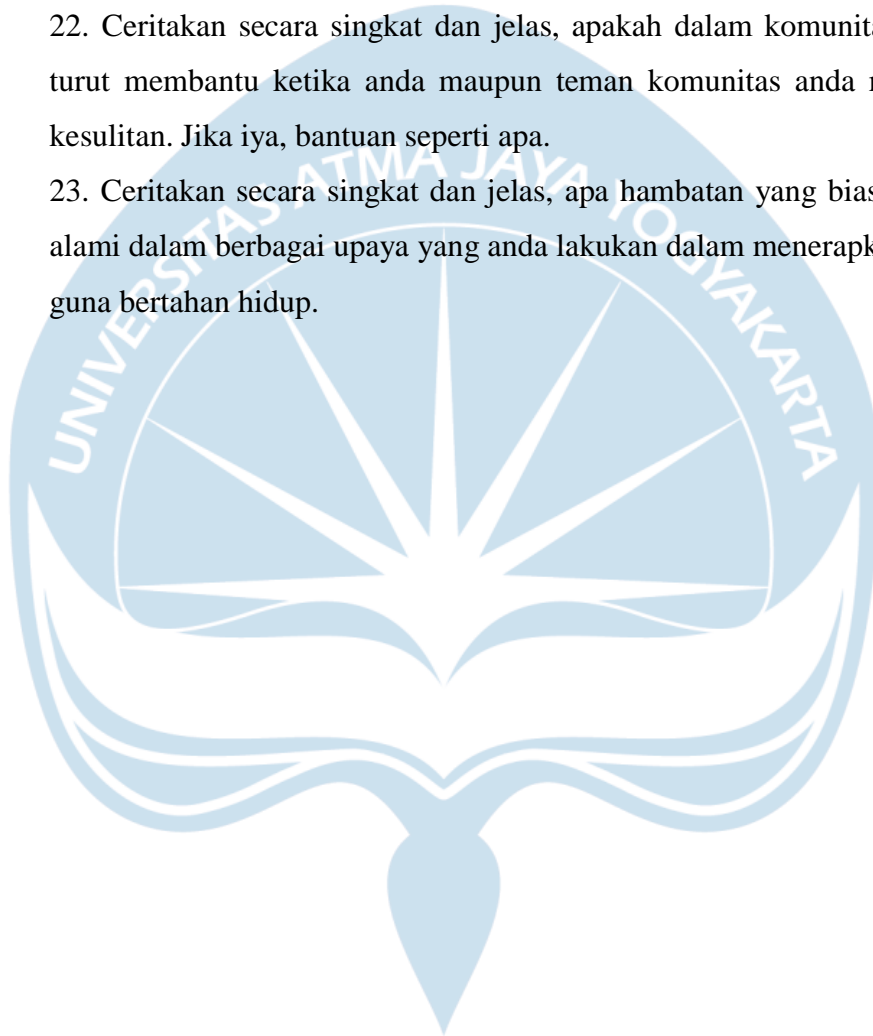 22. Ceritakan secara singkat dan jelas, apakah dalam
turut membantu ketika anda maupun teman komunitas anda
kesulitan. Jika iya, bantuan seperti apa.
UNIVERSITAS ATMA JAYA YOGYAKARTA
23. Ceritakan secara singkat dan jelas, apa hambatan yang
alami dalam berbagai upaya yang anda lakukan dalam
guna bertahan hidup.